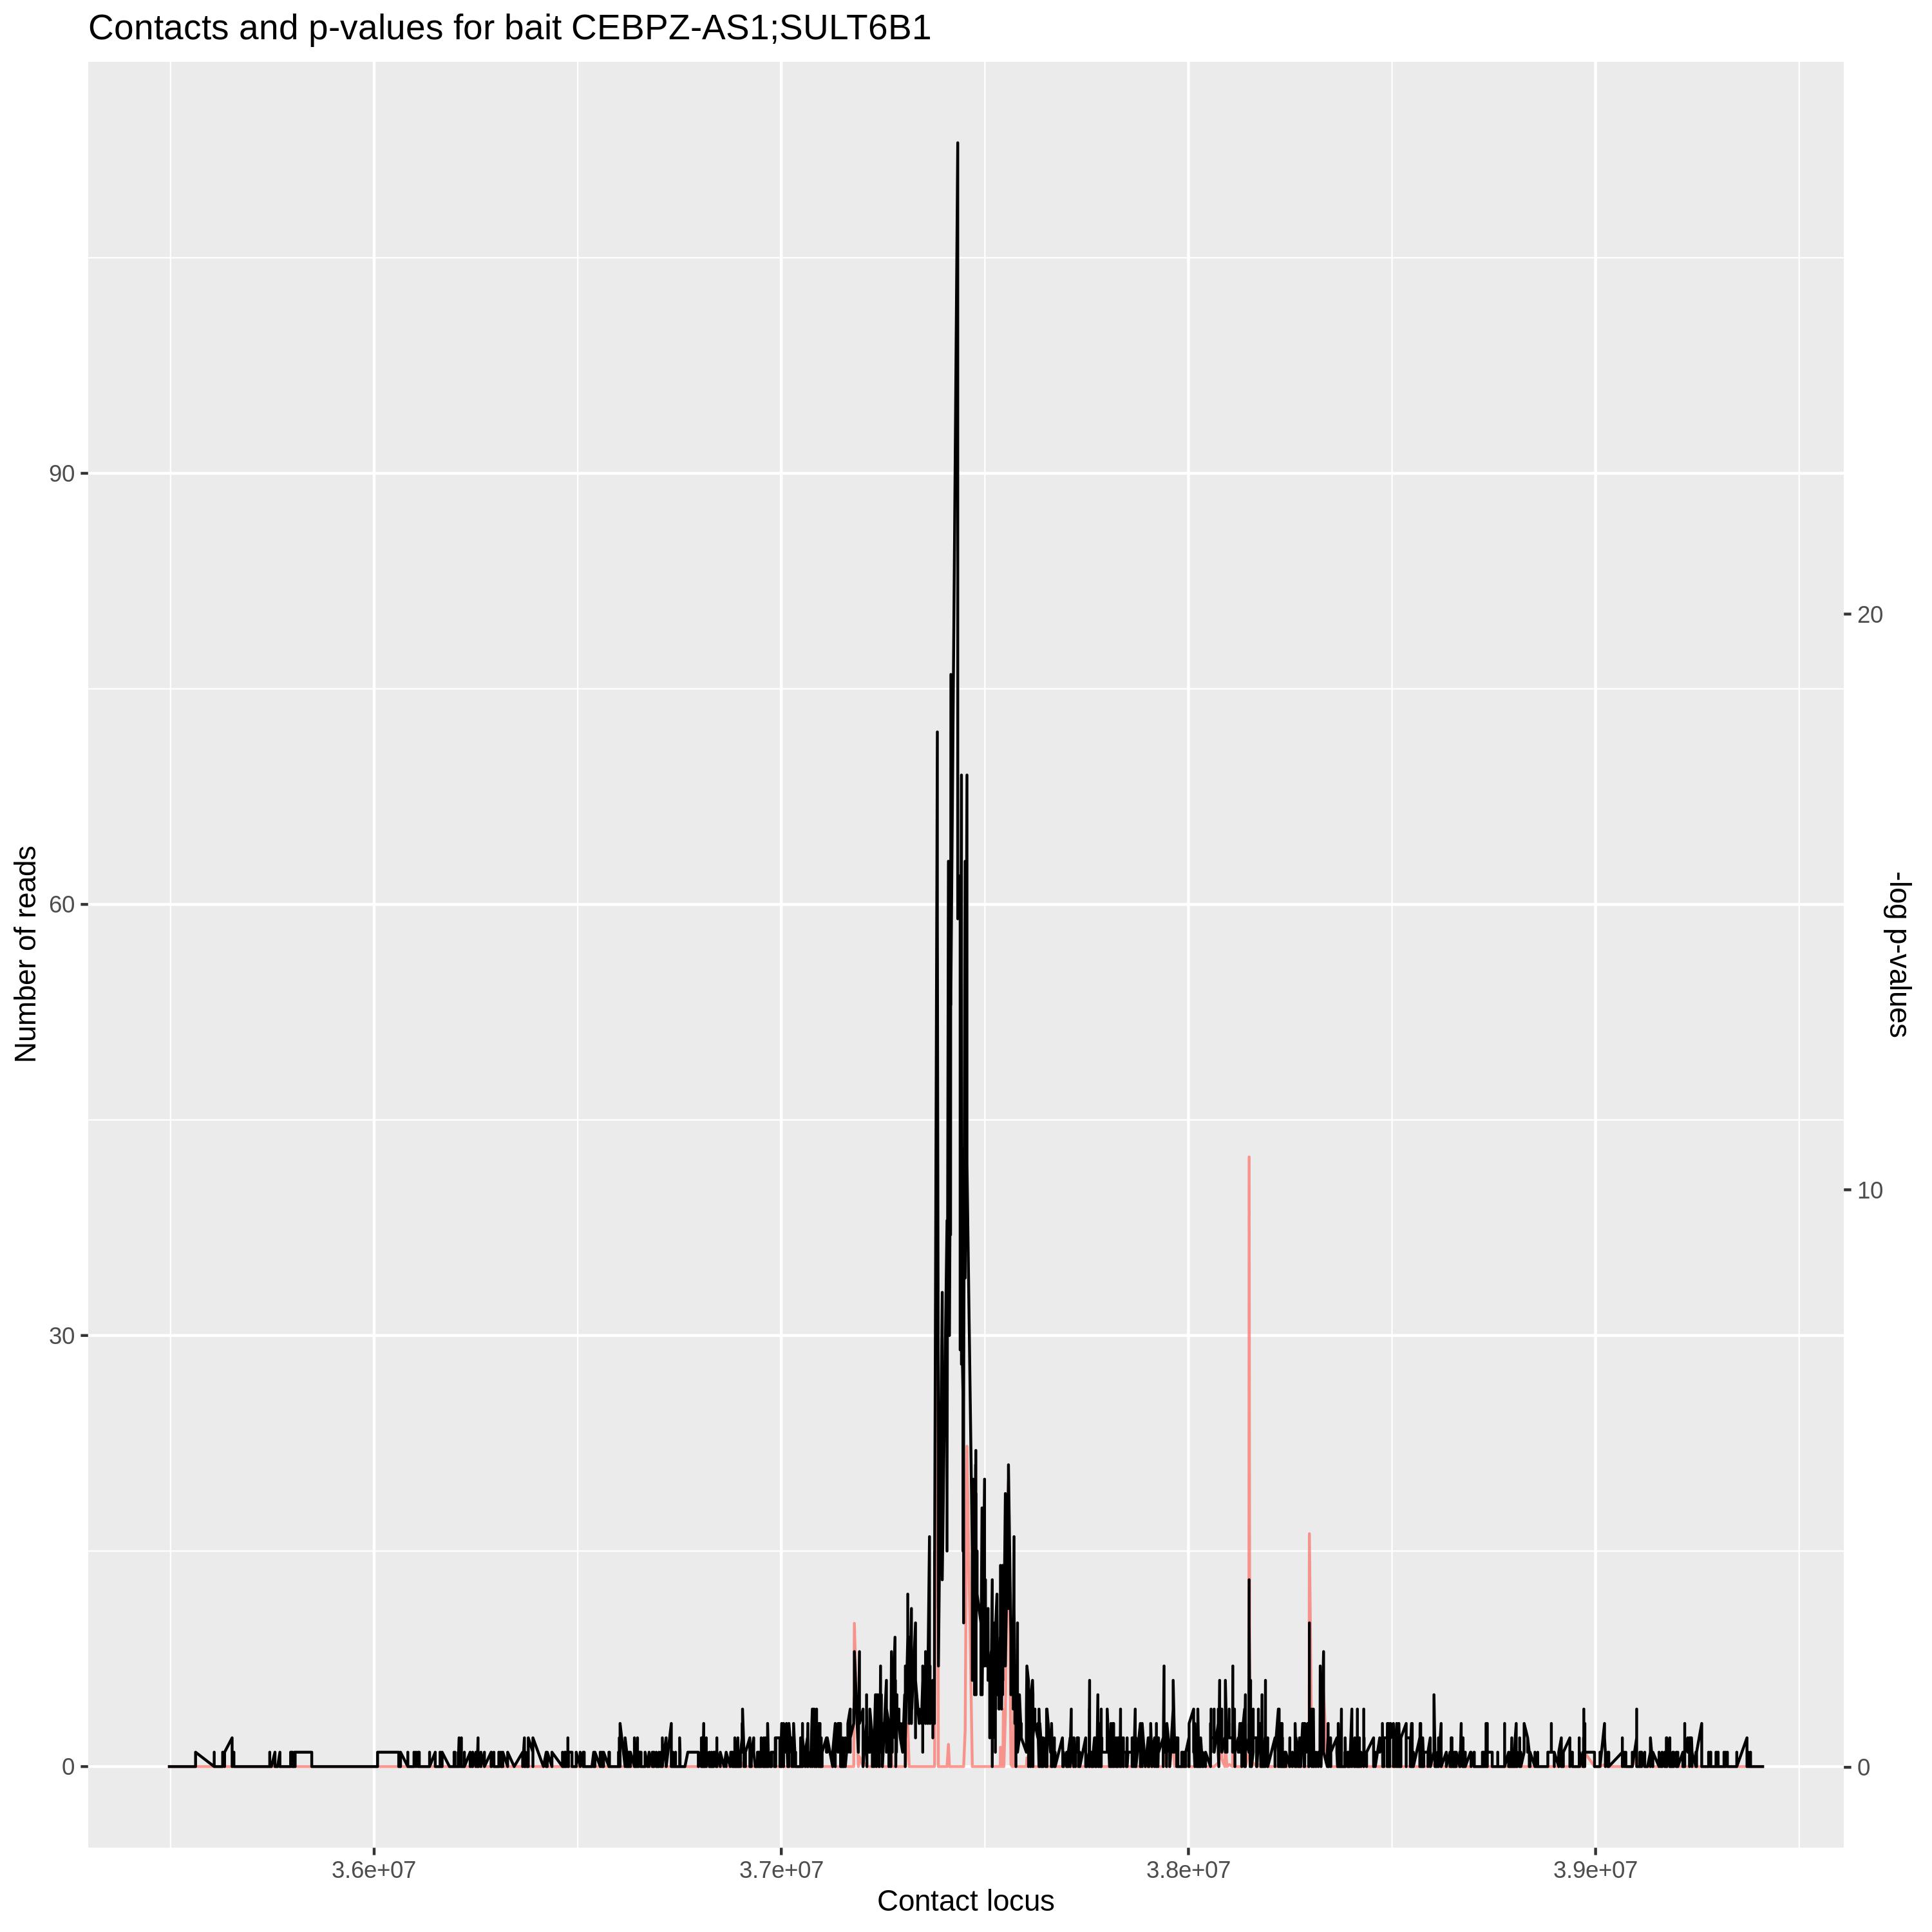 Contacts and p-values for bait CEBPZ-AS1;SULT6B1
90
60
30
0
Number of reads
20
10
0
-log p-values
3.6e+07
3.7e+07
3.8e+07
3.9e+07
Contact locus